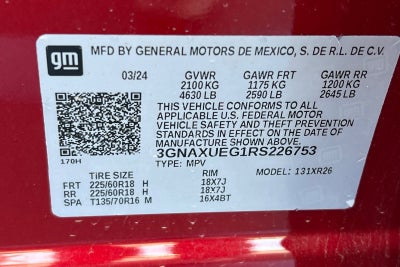 gm
MFD BY GENERAL MOTORS DE MEXICO, S. DE R.L. DE C.V.
03/24 GVWR GAWR FRT GAWR RR
2100 KG 1175 KG 1200 KG
4630 LB 2590 LB 2645 LB
THIS VEHICLE CONFORMS TO ALL
APPLICABLE U.S. FEDERAL MOTOR
VEHICLE SAFETY AND THEFT PREVENTION
STANDARDS IN EFFECT ON THE DATE OF
MANUFACTURE SHOWN ABOVE.
3GNAXUEG1RS226753
170H TYPE: MPV MODEL: 131XR26
TIRE SIZE RIM
FRT 225/60R18 H 18X7J
RR 225/60R18 H 18X7J
SPA T135/70R16 M 16X4BT